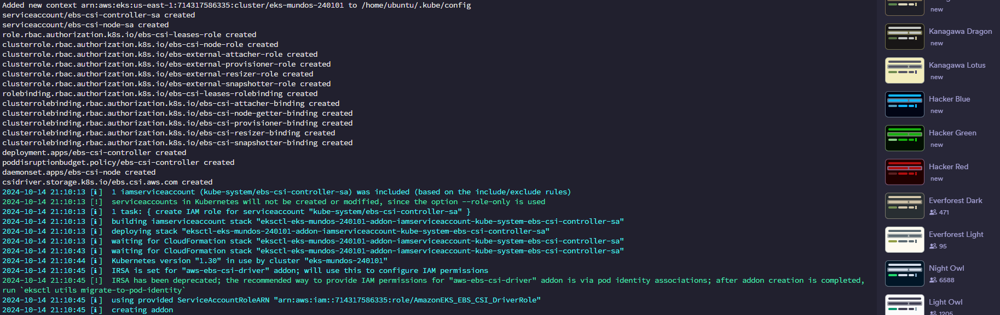 Added new context arn:aws:eks:us-east-1:714317586335:cluster/eks-mundos-240101 to /home/ubuntu/.kube/config
serviceaccount/ebs-csi-controller-sa created
serviceaccount/ebs-csi-node-sa created
role.rbac.authorization.k8s.io/ebs-csi-leases-role created
clusterrole.rbac.authorization.k8s.io/ebs-csi-node-role created
clusterrole.rbac.authorization.k8s.io/ebs-external-attacher-role created
clusterrole.rbac.authorization.k8s.io/ebs-external-provisioner-role created
clusterrole.rbac.authorization.k8s.io/ebs-external-resizer-role created
clusterrole.rbac.authorization.k8s.io/ebs-external-snapshotter-role created
rolebinding.rbac.authorization.k8s.io/ebs-csi-leases-rolebinding created
clusterrolebinding.rbac.authorization.k8s.io/ebs-csi-attacher-binding created
clusterrolebinding.rbac.authorization.k8s.io/ebs-csi-node-getter-binding created
clusterrolebinding.rbac.authorization.k8s.io/ebs-csi-provisioner-binding created
clusterrolebinding.rbac.authorization.k8s.io/ebs-csi-resizer-binding created
clusterrolebinding.rbac.authorization.k8s.io/ebs-csi-snapshotter-binding created
deployment.apps/ebs-csi-controller created
poddisruptionbudget.policy/ebs-csi-controller created
daemonset.apps/ebs-csi-node created
csidriver.storage.k8s.io/ebs.csi.aws.com created
2024-10-14 21:10:13 [ℹ]  1 iamserviceaccount (kube-system/ebs-csi-controller-sa) was included (based on the include/exclude rules)
2024-10-14 21:10:13 [!]  serviceaccounts in Kubernetes will not be created or modified, since the option --role-only is used
2024-10-14 21:10:13 [ℹ]  1 task: { create IAM role for serviceaccount "kube-system/ebs-csi-controller-sa" }
2024-10-14 21:10:13 [ℹ]  building iamserviceaccount stack "eksctl-eks-mundos-240101-addon-iamserviceaccount-kube-system-ebs-csi-controller-sa"
2024-10-14 21:10:13 [ℹ]  deploying stack "eksctl-eks-mundos-240101-addon-iamserviceaccount-kube-system-ebs-csi-controller-sa"
2024-10-14 21:10:13 [ℹ]  waiting for CloudFormation stack "eksctl-eks-mundos-240101-addon-iamserviceaccount-kube-system-ebs-csi-controller-sa"
2024-10-14 21:10:43 [ℹ]  waiting for CloudFormation stack "eksctl-eks-mundos-240101-addon-iamserviceaccount-kube-system-ebs-csi-controller-sa"
2024-10-14 21:10:44 [ℹ]  Kubernetes version "1.30" in use by cluster "eks-mundos-240101"
2024-10-14 21:10:45 [ℹ]  IRSA is set for "aws-ebs-csi-driver" addon; will use this to configure IAM permissions
2024-10-14 21:10:45 [!]  IRSA has been deprecated; the recommended way to provide IAM permissions for "aws-ebs-csi-driver" addon is via pod identity associations; after addon creation is completed,
run `eksctl utils migrate-to-pod-identity`
2024-10-14 21:10:45 [ℹ]  using provided ServiceAccountRoleARN "arn:aws:iam::714317586335:role/AmazonEKS_EBS_CSI_DriverRole"
2024-10-14 21:10:45 [ℹ]  creating addon
new
Kanagawa Dragon
new
Kanagawa Lotus
new
Hacker Blue
new
Hacker Green
new
Hacker Red
new
Everforest Dark
471
Everforest Light
95
Night Owl
6588
Light Owl
1205